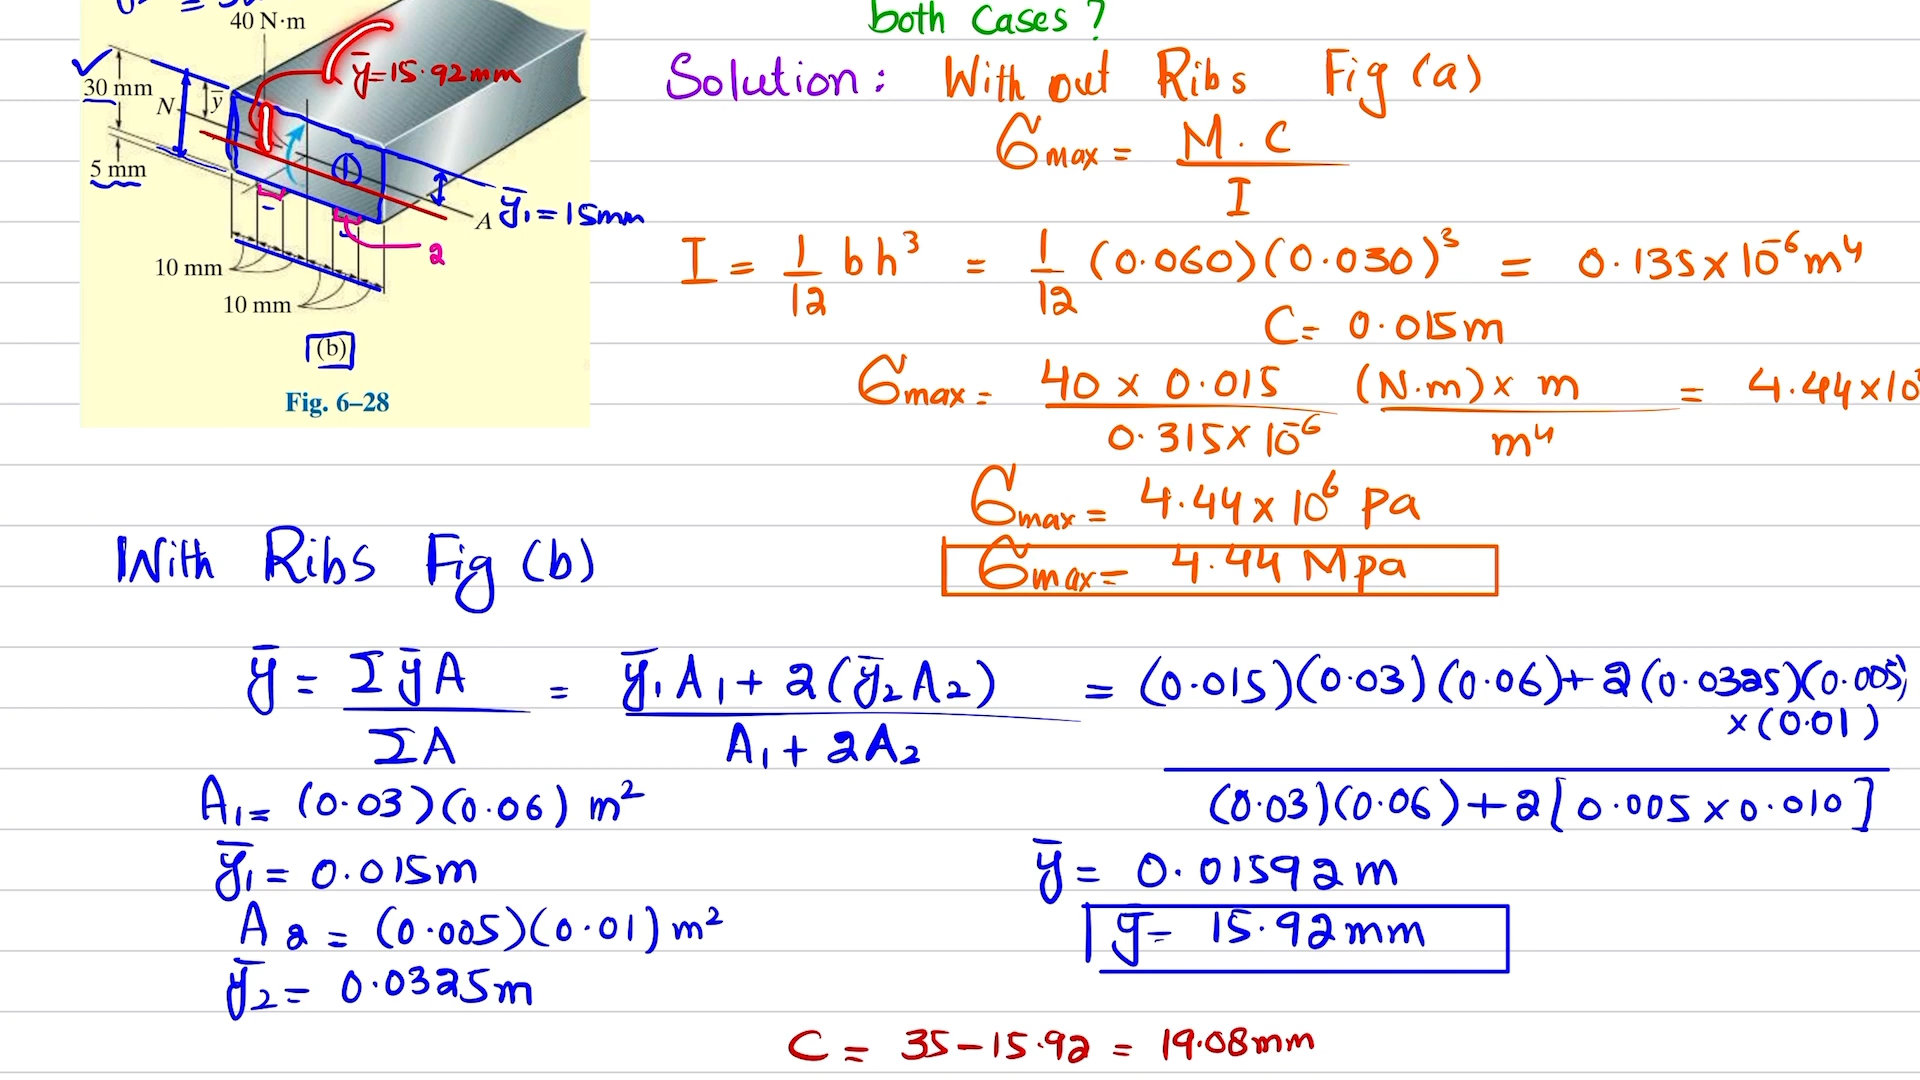 both Cases ?
40 N·m
ȳ=15.92mm
30 mm
N
ȳ
5 mm
1
A
ȳ₁=15mm
2
10 mm
10 mm
(b)
Fig. 6–28
Solution: With out Ribs Fig (a)
σmax = M.C / I
I = 1/12 bh³ = 1/12 (0.060)(0.030)³ = 0.135×10⁻⁶m⁴
C= 0.015m
σmax = 40 × 0.015 / 0.315×10⁻⁶ (N.m)× m / m⁴ = 4.44×10
σmax = 4.44×10⁶ Pa
σmax = 4.44 Mpa
With Ribs Fig (b)
ȳ = ΣȳA / ΣA = ȳ₁A₁+2(ȳ₂A₂) / A₁+2A₂ = (0.015)(0.03)(0.06)+2(0.0325)(0.005)×(0.01) / (0.03)(0.06)+2[0.005×0.010]
A₁= (0.03)(0.06) m²
ȳ₁= 0.015m
A2 = (0.005)(0.01) m²
ȳ₂= 0.0325m
ȳ= 0.01592m
ȳ= 15.92mm
C = 35-15.92 = 19.08mm